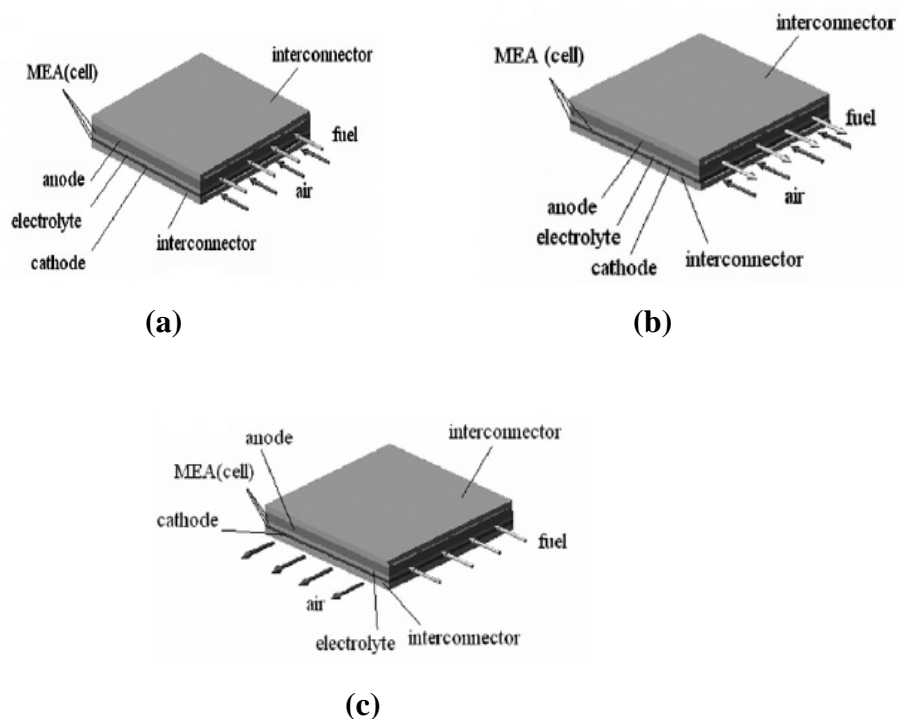 interconnector
MEA(cell)
fuel
anode
air
electrolyte
interconnector
cathode
(a)
interconnector
MEA (cell)
fuel
anode
air
electrolyte
cathode
interconnector
(b)
anode
interconnector
MEA(cell)
cathode
fuel
air
electrolyte
interconnector
(c)